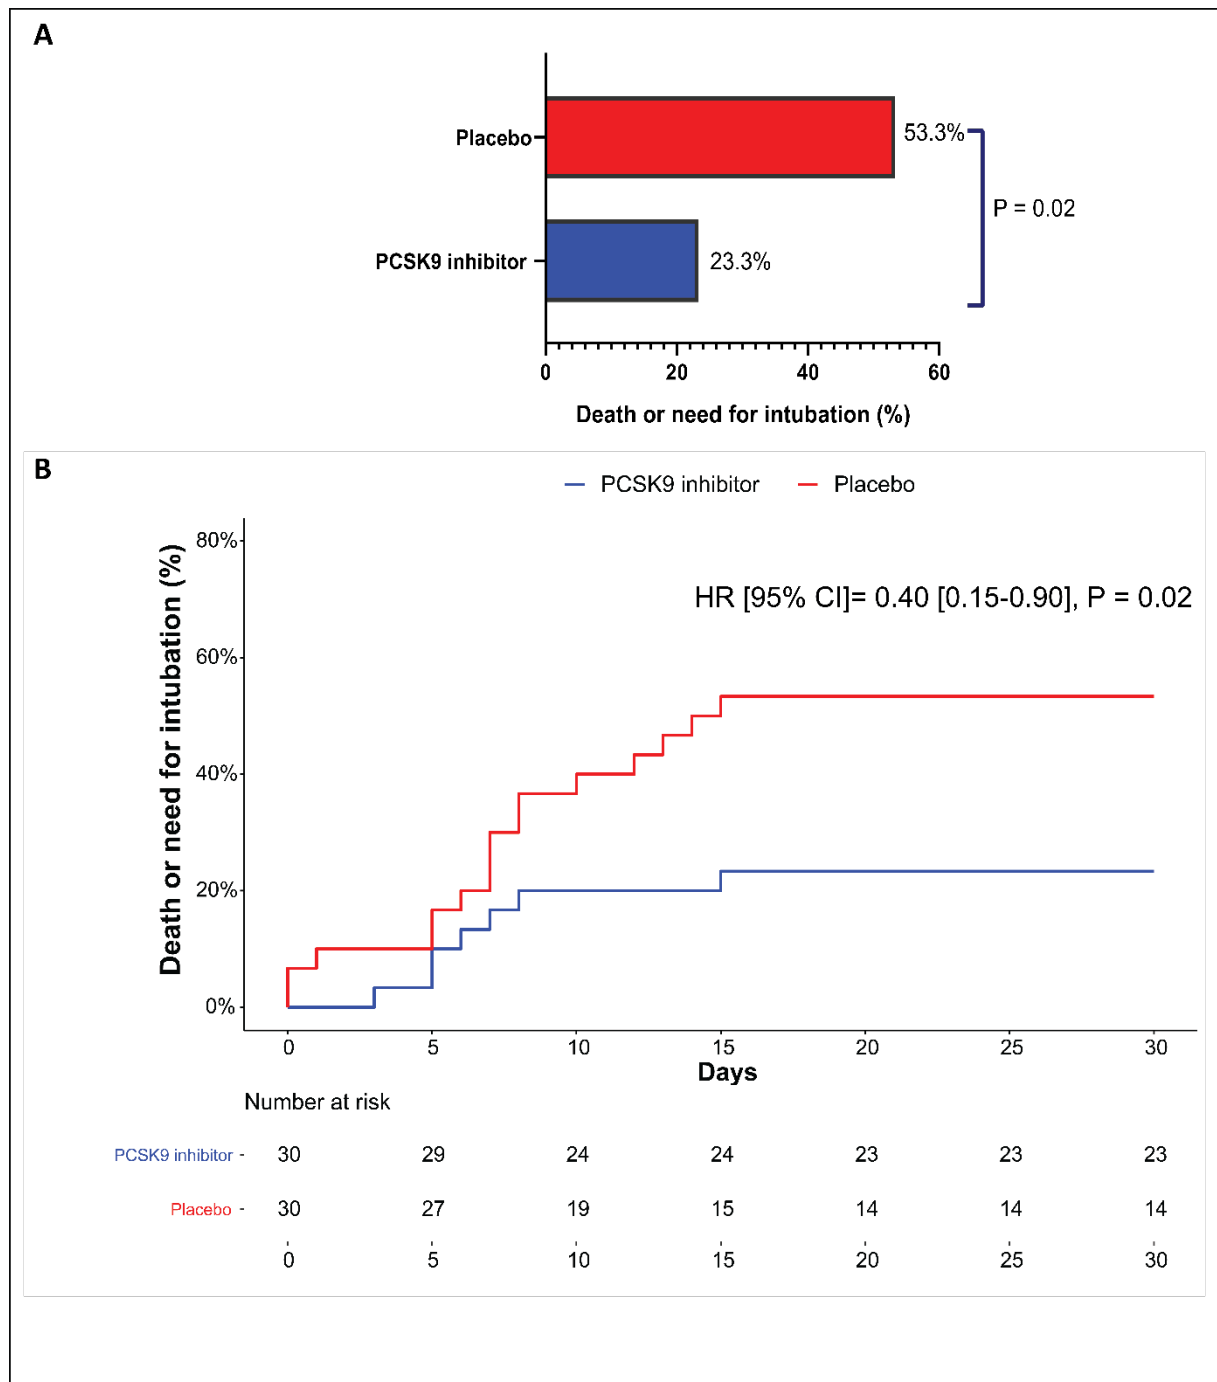 A
Placebo
53.3%
P = 0.02
PCSK9 inhibitor
23.3%
0 20 40 60
Death or need for intubation (%)
B
PCSK9 inhibitor Placebo
80%
HR [95% CI]= 0.40 [0.15-0.90], P = 0.02
60%
40%
20%
0%
Death or need for intubation (%)
0 5 10 15 20 25 30
Days
Number at risk
PCSK9 inhibitor - 30 29 24 24 23 23 23
Placebo - 30 27 19 15 14 14 14
0 5 10 15 20 25 30